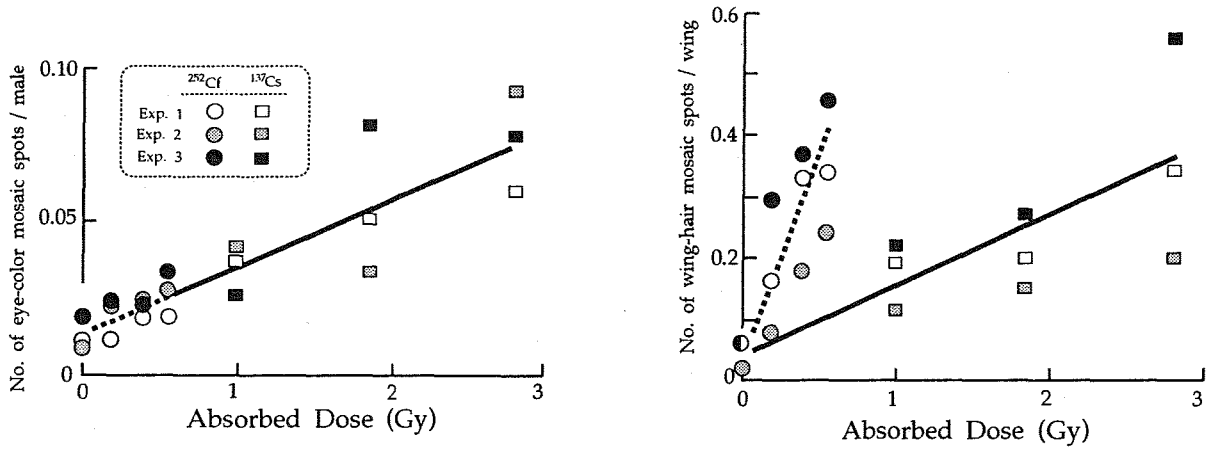 No. of eye-color mosaic spots / male
0.10
0.05
0
252Cf 137Cs
Exp. 1
Exp. 2
Exp. 3
0 1 2 3
Absorbed Dose (Gy)
No. of wing-hair mosaic spots / wing
0.6
0.4
0.2
0
0 1 2 3
Absorbed Dose (Gy)